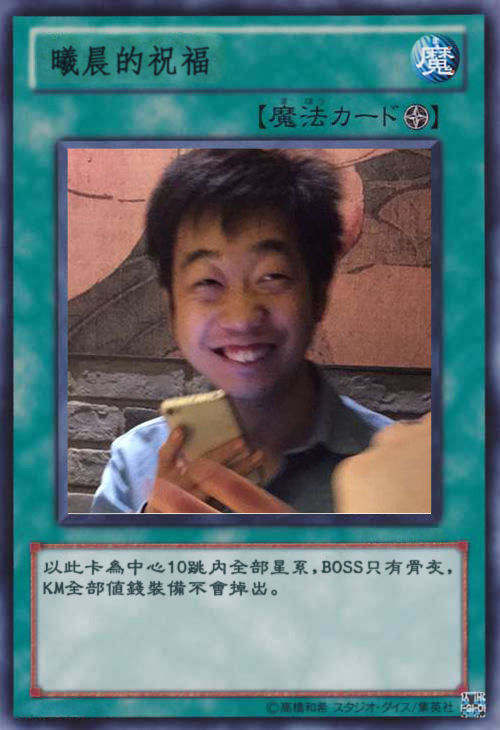 曦晨的祝福
魔
【魔法カード】
以此卡為中心10跳內全部星系,BOSS只有骨灰,
KM全部值錢裝備不會掉出。
©高橋和希 スタジオ・ダイス/集英社